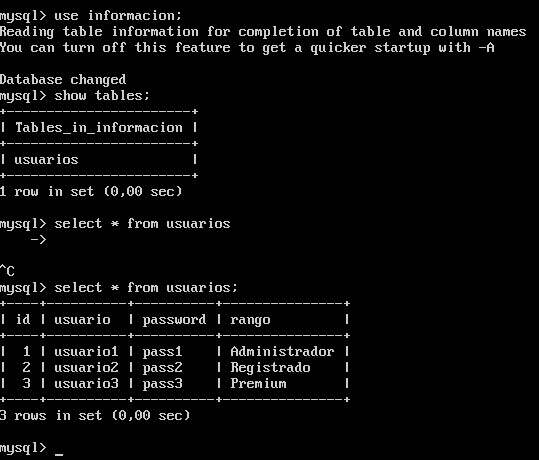 mysql> use informacion;
Reading table information for completion of table and column names
You can turn off this feature to get a quicker startup with -A
Database changed
mysql> show tables;
+-----------------------+
| Tables_in_informacion |
+-----------------------+
| usuarios              |
+-----------------------+
1 row in set (0,00 sec)
mysql> select * from usuarios
    ->
^C
mysql> select * from usuarios;
+----+----------+----------+---------------+
| id | usuario  | password | rango         |
+----+----------+----------+---------------+
|  1 | usuario1 | pass1    | Administrador |
|  2 | usuario2 | pass2    | Registrado    |
|  3 | usuario3 | pass3    | Premium       |
+----+----------+----------+---------------+
3 rows in set (0,00 sec)
mysql> _